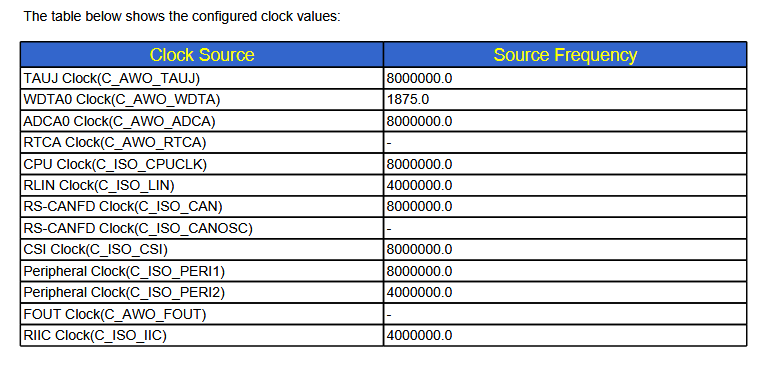 The table below shows the configured clock values:
Clock Source Source Frequency
TAUJ Clock(C_AWO_TAUJ) 8000000.0
WDTA0 Clock(C_AWO_WDTA) 1875.0
ADCA0 Clock(C_AWO_ADCA) 8000000.0
RTCA Clock(C_AWO_RTCA) -
CPU Clock(C_ISO_CPUCLK) 8000000.0
RLIN Clock(C_ISO_LIN) 4000000.0
RS-CANFD Clock(C_ISO_CAN) 8000000.0
RS-CANFD Clock(C_ISO_CANOSC) -
CSI Clock(C_ISO_CSI) 8000000.0
Peripheral Clock(C_ISO_PERI1) 8000000.0
Peripheral Clock(C_ISO_PERI2) 4000000.0
FOUT Clock(C_AWO_FOUT) -
RIIC Clock(C_ISO_IIC) 4000000.0